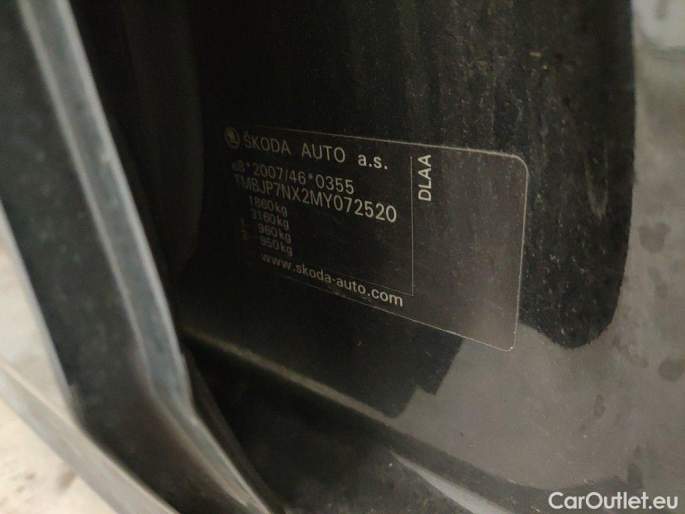 ŠKODA AUTO a.s.
e8*2007/46*0355
TMBJP7NX2MY072520
1860kg
3160kg
960kg
950kg
www.skoda-auto.com
DLAA
CarOutlet.eu